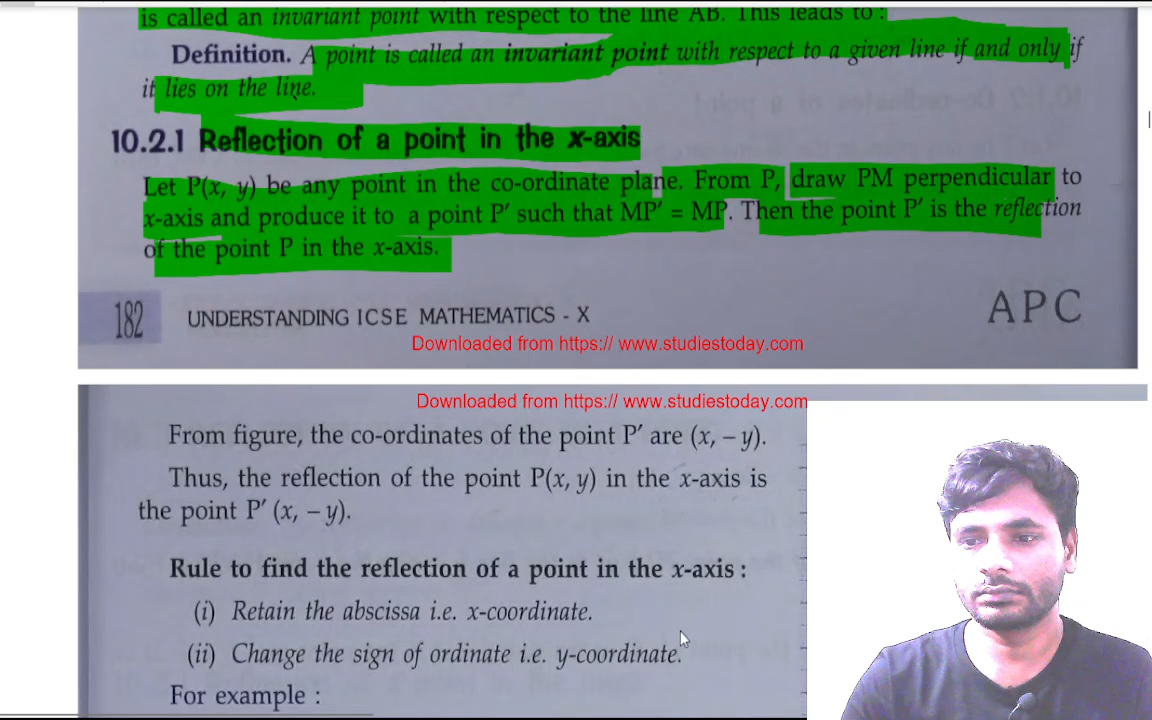 is called an invariant point with respect to the line AB. This leads to :
Definition. A point is called an invariant point with respect to a given line if and only if
it lies on the line.
10.2.1 Reflection of a point in the x-axis
Let P(x, y) be any point in the co-ordinate plane. From P, draw PM perpendicular to
x-axis and produce it to a point P′ such that MP′ = MP. Then the point P′ is the reflection
of the point P in the x-axis.
182 UNDERSTANDING ICSE MATHEMATICS - X
APC
Downloaded from https:// www.studiestoday.com
Downloaded from https:// www.studiestoday.com
From figure, the co-ordinates of the point P′ are (x, – y).
Thus, the reflection of the point P(x, y) in the x-axis is
the point P′ (x, – y).
Rule to find the reflection of a point in the x-axis :
(i) Retain the abscissa i.e. x-coordinate.
(ii) Change the sign of ordinate i.e. y-coordinate.
For example :